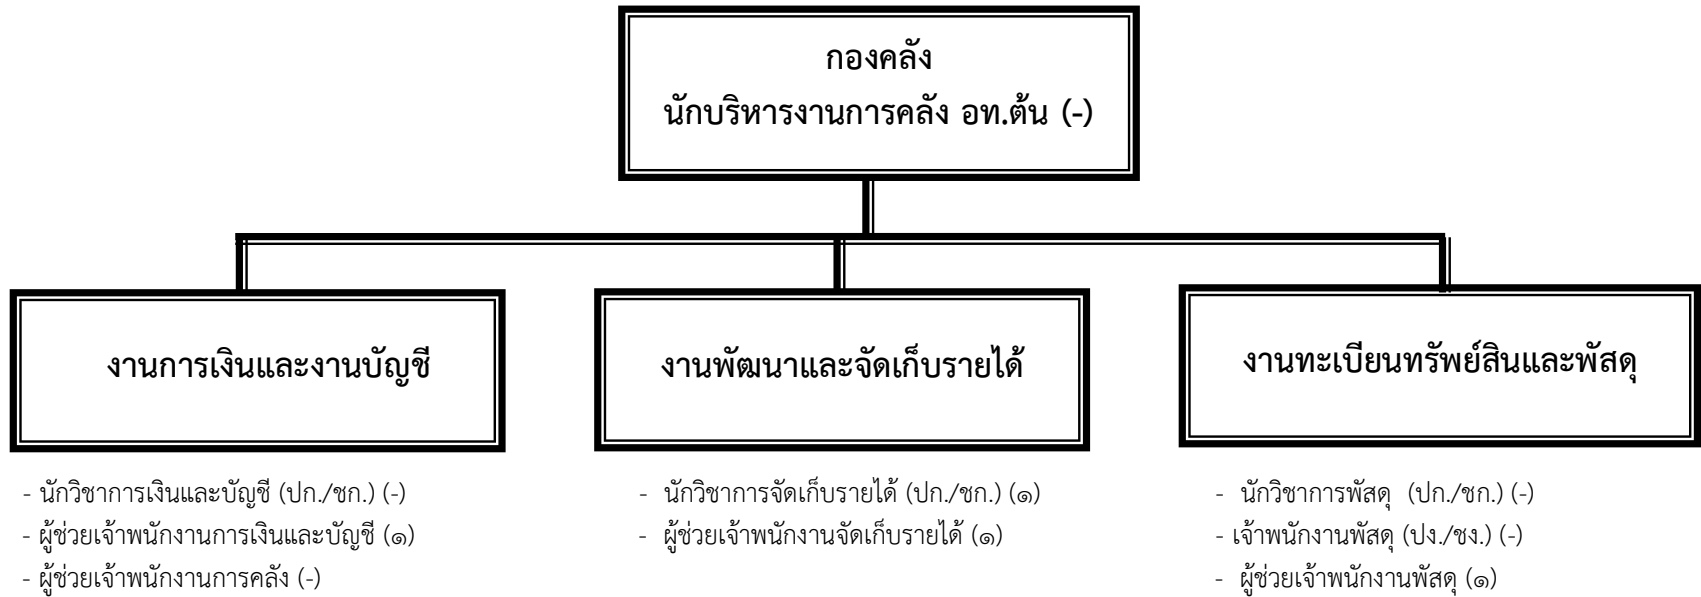 กองคลัง
นักบริหารงานการคลัง อท.ต้น (-)
งานการเงินและงานบัญชี
- นักวิชาการเงินและบัญชี (ปก./ชก.) (-)
- ผู้ช่วยเจ้าพนักงานการเงินและบัญชี (๑)
- ผู้ช่วยเจ้าพนักงานการคลัง (-)
งานพัฒนาและจัดเก็บรายได้
- นักวิชาการจัดเก็บรายได้ (ปก./ชก.) (๑)
- ผู้ช่วยเจ้าพนักงานจัดเก็บรายได้ (๑)
งานทะเบียนทรัพย์สินและพัสดุ
- นักวิชาการพัสดุ (ปก./ชก.) (-)
- เจ้าพนักงานพัสดุ (ปง./ชง.) (-)
- ผู้ช่วยเจ้าพนักงานพัสดุ (๑)